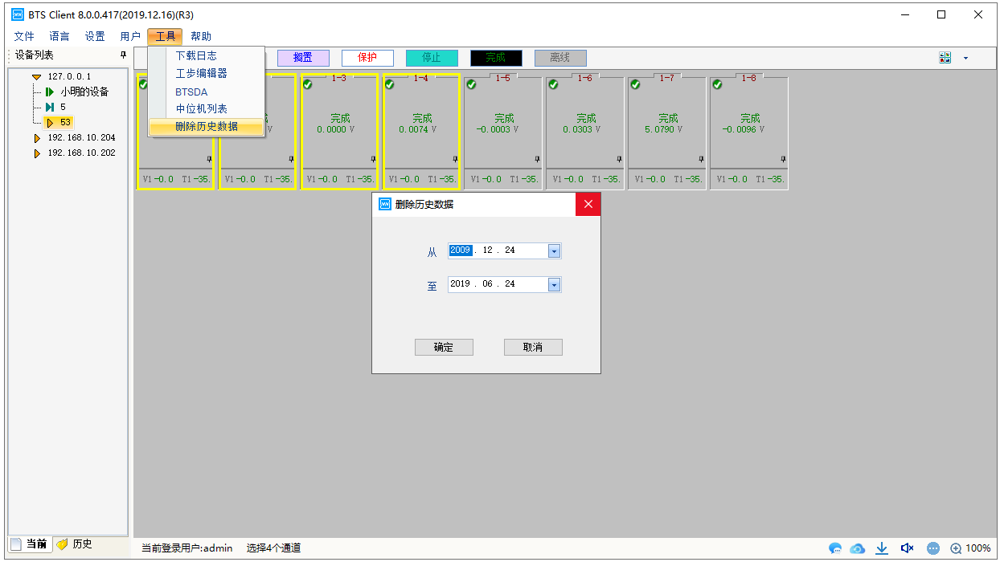 BTS Client 8.0.0.417(2019.12.16)(R3)
文件 语言 设置 用户 工具 帮助
设备列表
下载日志
工步编辑器
BTSDA
中位机列表
删除历史数据
搁置 保护 停止 完成 离线
127.0.0.1
小明的设备
5
53
192.168.10.204
192.168.10.202
1-3 1-4 1-5 1-6 1-7 1-8
完成 完成 完成 完成 完成 完成
V 0.0000 V 0.0074 V -0.0003 V 0.0303 V 5.0790 V -0.0096 V
V1-0.0 T1-35. V1-0.0 T1-35. V1-0.0 T1-35. V1-0.0 T1-35. V1-0.0 T1-35. V1-0.0 T1-35. V1-0.0 T1-35. V1-0.0 T1-35.
删除历史数据
从 2009 . 12 . 24
至 2019 . 06 . 24
确定 取消
当前 历史
当前登录用户:admin 选择4个通道
100%